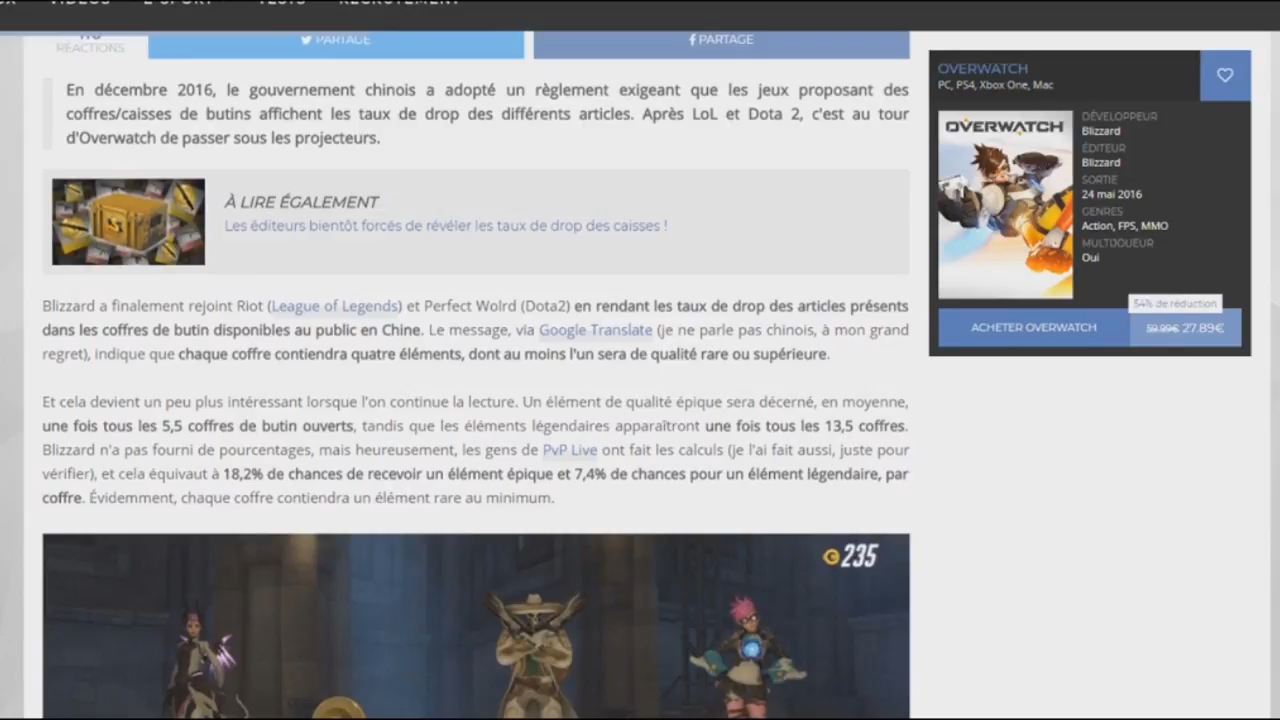 VIDÉOS E-SPORT TESTS RECRUTEMENT
RÉACTIONS
PARTAGE
PARTAGE
En décembre 2016, le gouvernement chinois a adopté un règlement exigeant que les jeux proposant des
coffres/caisses de butins affichent les taux de drop des différents articles. Après LoL et Dota 2, c'est au tour
d'Overwatch de passer sous les projecteurs.
À LIRE ÉGALEMENT
Les éditeurs bientôt forcés de révéler les taux de drop des caisses !
Blizzard a finalement rejoint Riot (League of Legends) et Perfect Wolrd (Dota2) en rendant les taux de drop des articles présents
dans les coffres de butin disponibles au public en Chine. Le message, via Google Translate (je ne parle pas chinois, à mon grand
regret), indique que chaque coffre contiendra quatre éléments, dont au moins l'un sera de qualité rare ou supérieure.
Et cela devient un peu plus intéressant lorsque l'on continue la lecture. Un élément de qualité épique sera décerné, en moyenne,
une fois tous les 5,5 coffres de butin ouverts, tandis que les éléments légendaires apparaîtront une fois tous les 13,5 coffres.
Blizzard n'a pas fourni de pourcentages, mais heureusement, les gens de PvP Live ont fait les calculs (je l'ai fait aussi, juste pour
vérifier), et cela équivaut à 18,2% de chances de recevoir un élément épique et 7,4% de chances pour un élément légendaire, par
coffre. Évidemment, chaque coffre contiendra un élément rare au minimum.
235
OVERWATCH
PC, PS4, Xbox One, Mac
OVERWATCH
DÉVELOPPEUR
Blizzard
ÉDITEUR
Blizzard
SORTIE
24 mai 2016
GENRES
Action, FPS, MMO
MULTIJOUEUR
Oui
54% de réduction
ACHETER OVERWATCH 59.99€ 27.89€